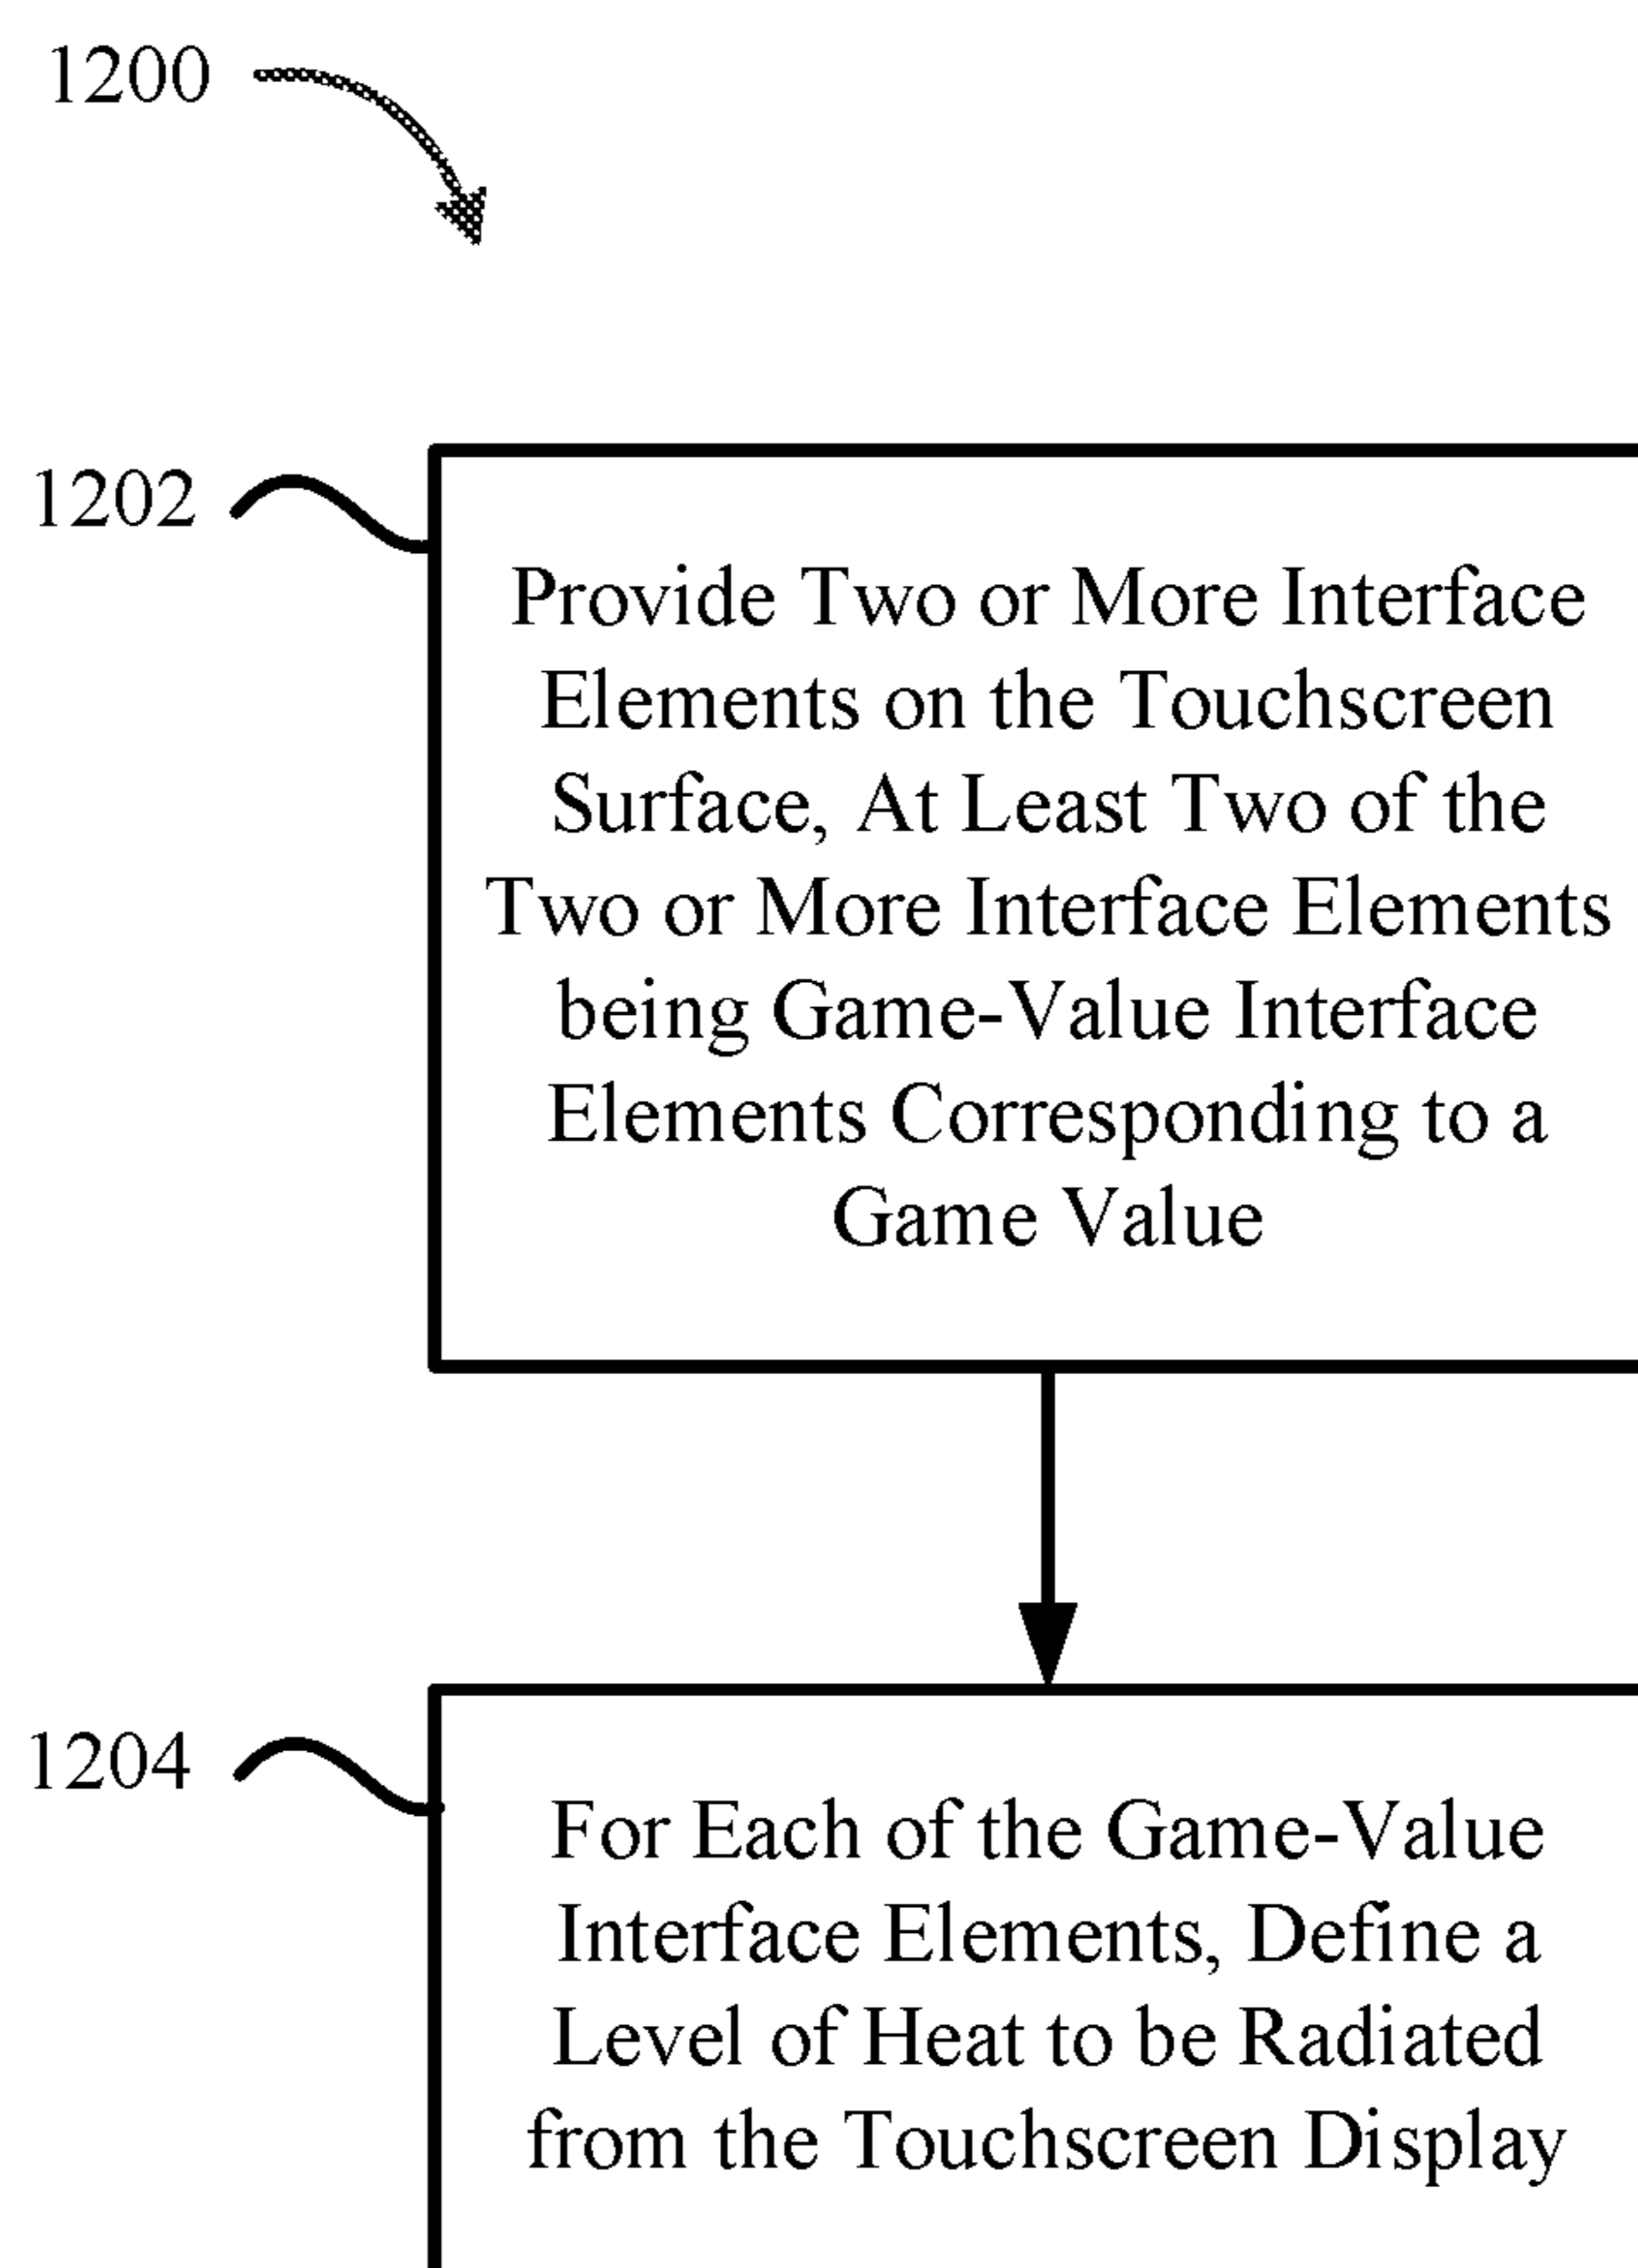 1200
1202
Provide Two or More Interface
Elements on the Touchscreen
Surface, At Least Two of the
Two or More Interface Elements
being Game-Value Interface
Elements Corresponding to a
Game Value
1204
For Each of the Game-Value
Interface Elements, Define a
Level of Heat to be Radiated
from the Touchscreen Display